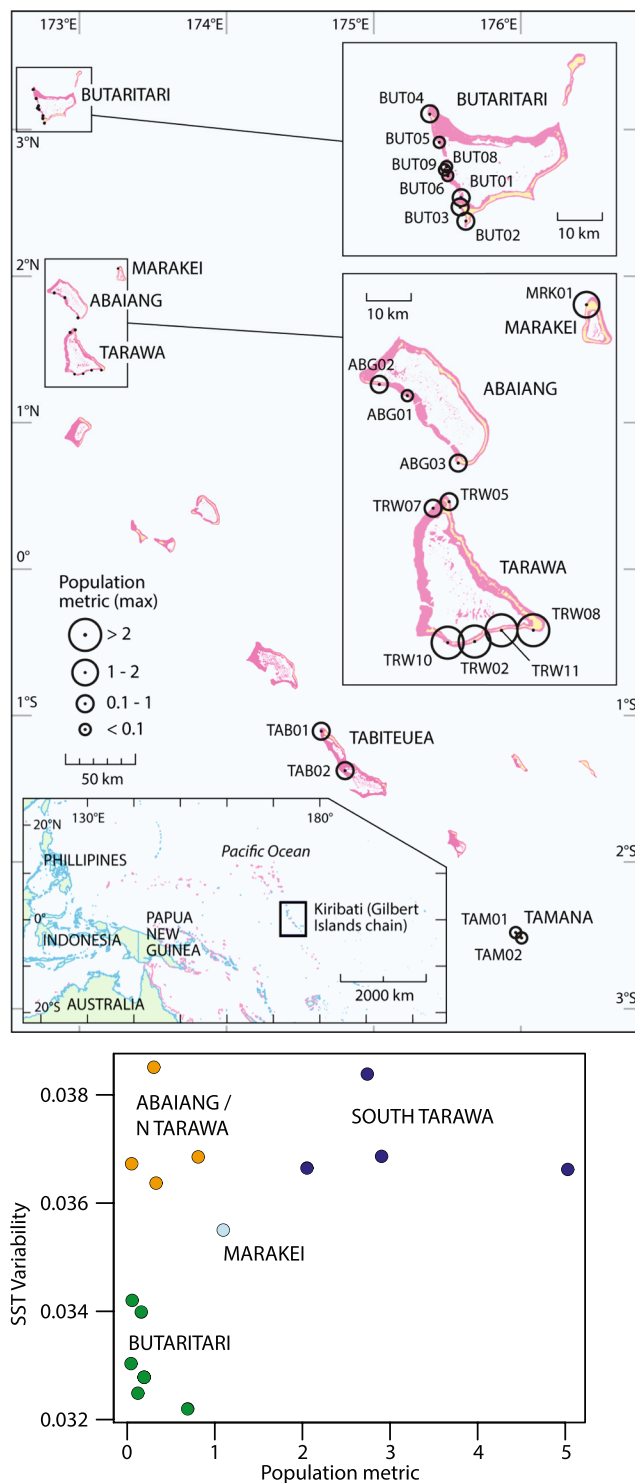 173°E
174°E
175°E
176°E
BUTARITARI
3°N
BUT04
BUTARITARI
BUT05
BUT08
BUT09
BUT01
BUT06
BUT03
BUT02
10 km
2°N
MARAKEI
ABAIANG
TARAWA
10 km
MRK01
MARAKEI
ABG02
ABAIANG
ABG01
ABG03
1°N
TRW07
TRW05
TARAWA
TRW08
TRW10
TRW02
TRW11
0°
Population
metric (max)
> 2
1 - 2
0.1 - 1
< 0.1
50 km
1°S
1°S
TAB01
TABITEUEA
TAB02
130°E
180°
20°N
Pacific Ocean
PHILLIPINES
2°S
0°
INDONESIA
PAPUA
NEW
GUINEA
Kiribati (Gilbert
Islands chain)
TAM01
TAMANA
TAM02
2000 km
20°S
AUSTRALIA
3°S
SST Variability
0.038
0.036
0.034
0.032
ABAIANG /
N TARAWA
SOUTH TARAWA
MARAKEI
BUTARITARI
0
1
2
3
4
5
Population metric